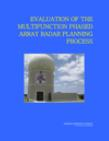 EVALUATION OF THE
MULTIFUNCTION PHASED
ARRAY RADAR PLANNING
PROCESS